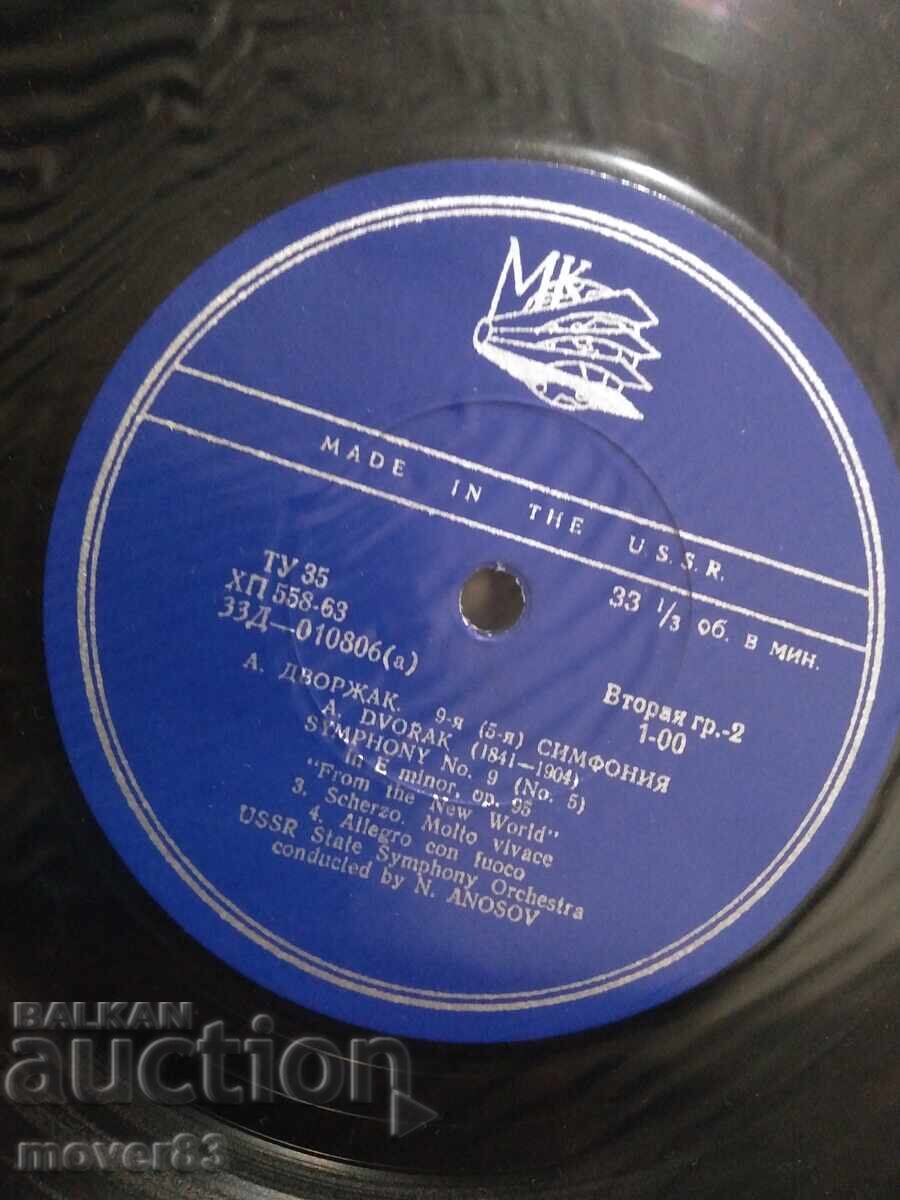 МК
MADE IN THE U.S.S.R.
33 1/3 об. в мин.
ТУ 35
ХП 558-63
33Д—010806(а)
Вторая гр.-2
1-00
А. ДВОРЖАК. 9-я (5-я) СИМФОНИЯ
A. DVOŘAK (1841—1904)
SYMPHONY No. 9 (No. 5)
in E minor, op. 95
"From the New World"
3. Scherzo. Molto vivace
4. Allegro con fuoco
USSR State Symphony Orchestra
conducted by N. ANOSOV
BALKAN
auction
mover83